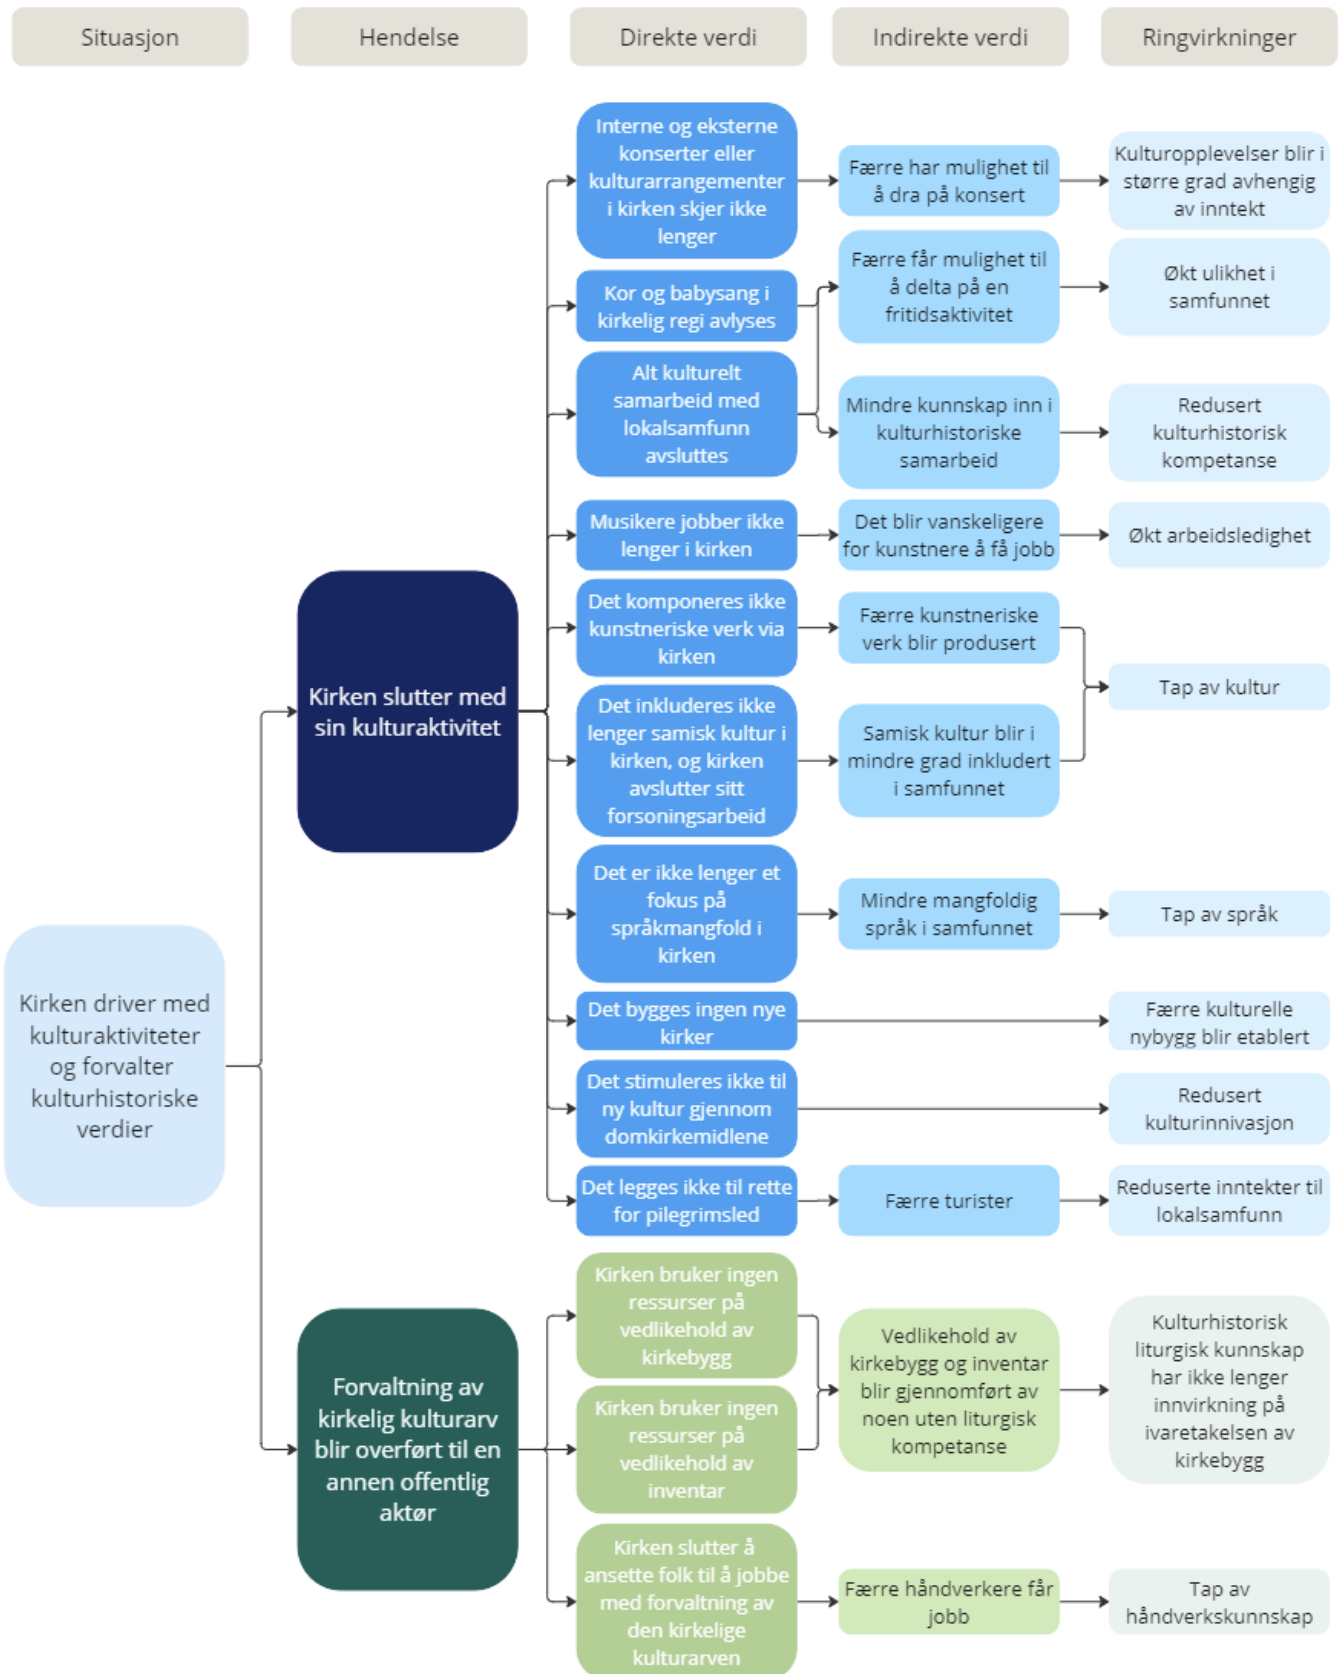 Situasjon
Hendelse
Direkte verdi
Indirekte verdi
Ringvirkninger
Kirken driver med
kulturaktiviteter
og forvalter
kulturhistoriske
verdier
Kirken slutter med
sin kulturaktivitet
Interne og eksterne
konserter eller
kulturarrangementer
i kirken skjer ikke
lenger
Færre har mulighet til
å dra på konsert
Kulturopplevelser blir i
større grad avhengig
av inntekt
Kor og babysang i
kirkelig regi avlyses
Færre får mulighet til
å delta på en
fritidsaktivitet
Økt ulikhet i
samfunnet
Alt kulturelt
samarbeid med
lokalsamfunn
avsluttes
Mindre kunnskap inn i
kulturhistoriske
samarbeid
Redusert
kulturhistorisk
kompetanse
Musikere jobber ikke
lenger i kirken
Det blir vanskeligere
for kunstnere å få jobb
Økt arbeidsledighet
Det komponeres ikke
kunstneriske verk via
kirken
Færre kunstneriske
verk blir produsert
Tap av kultur
Det inkluderes ikke
lenger samisk kultur i
kirken, og kirken
avslutter sitt
forsoningsarbeid
Samisk kultur blir i
mindre grad inkludert
i samfunnet
Det er ikke lenger et
fokus på
språkmangfold i
kirken
Mindre mangfoldig
språk i samfunnet
Tap av språk
Det bygges ingen nye
kirker
Færre kulturelle
nybygg blir etablert
Det stimuleres ikke til
ny kultur gjennom
domkirkemidlene
Redusert
kulturinnivasjon
Det legges ikke til rette
for pilegrimsled
Færre turister
Reduserte inntekter til
lokalsamfunn
Forvaltning av
kirkelig kulturarv
blir overført til en
annen offentlig
aktør
Kirken bruker ingen
ressurser på
vedlikehold av
kirkebygg
Kirken bruker ingen
ressurser på
vedlikehold av
inventar
Vedlikehold av
kirkebygg og inventar
blir gjennomført av
noen uten liturgisk
kompetanse
Kulturhistorisk
liturgisk kunnskap
har ikke lenger
innvirkning på
ivaretakelsen av
kirkebygg
Kirken slutter å
ansette folk til å jobbe
med forvaltning av
den kirkelige
kulturarven
Færre håndverkere får
jobb
Tap av
håndverkskunnskap